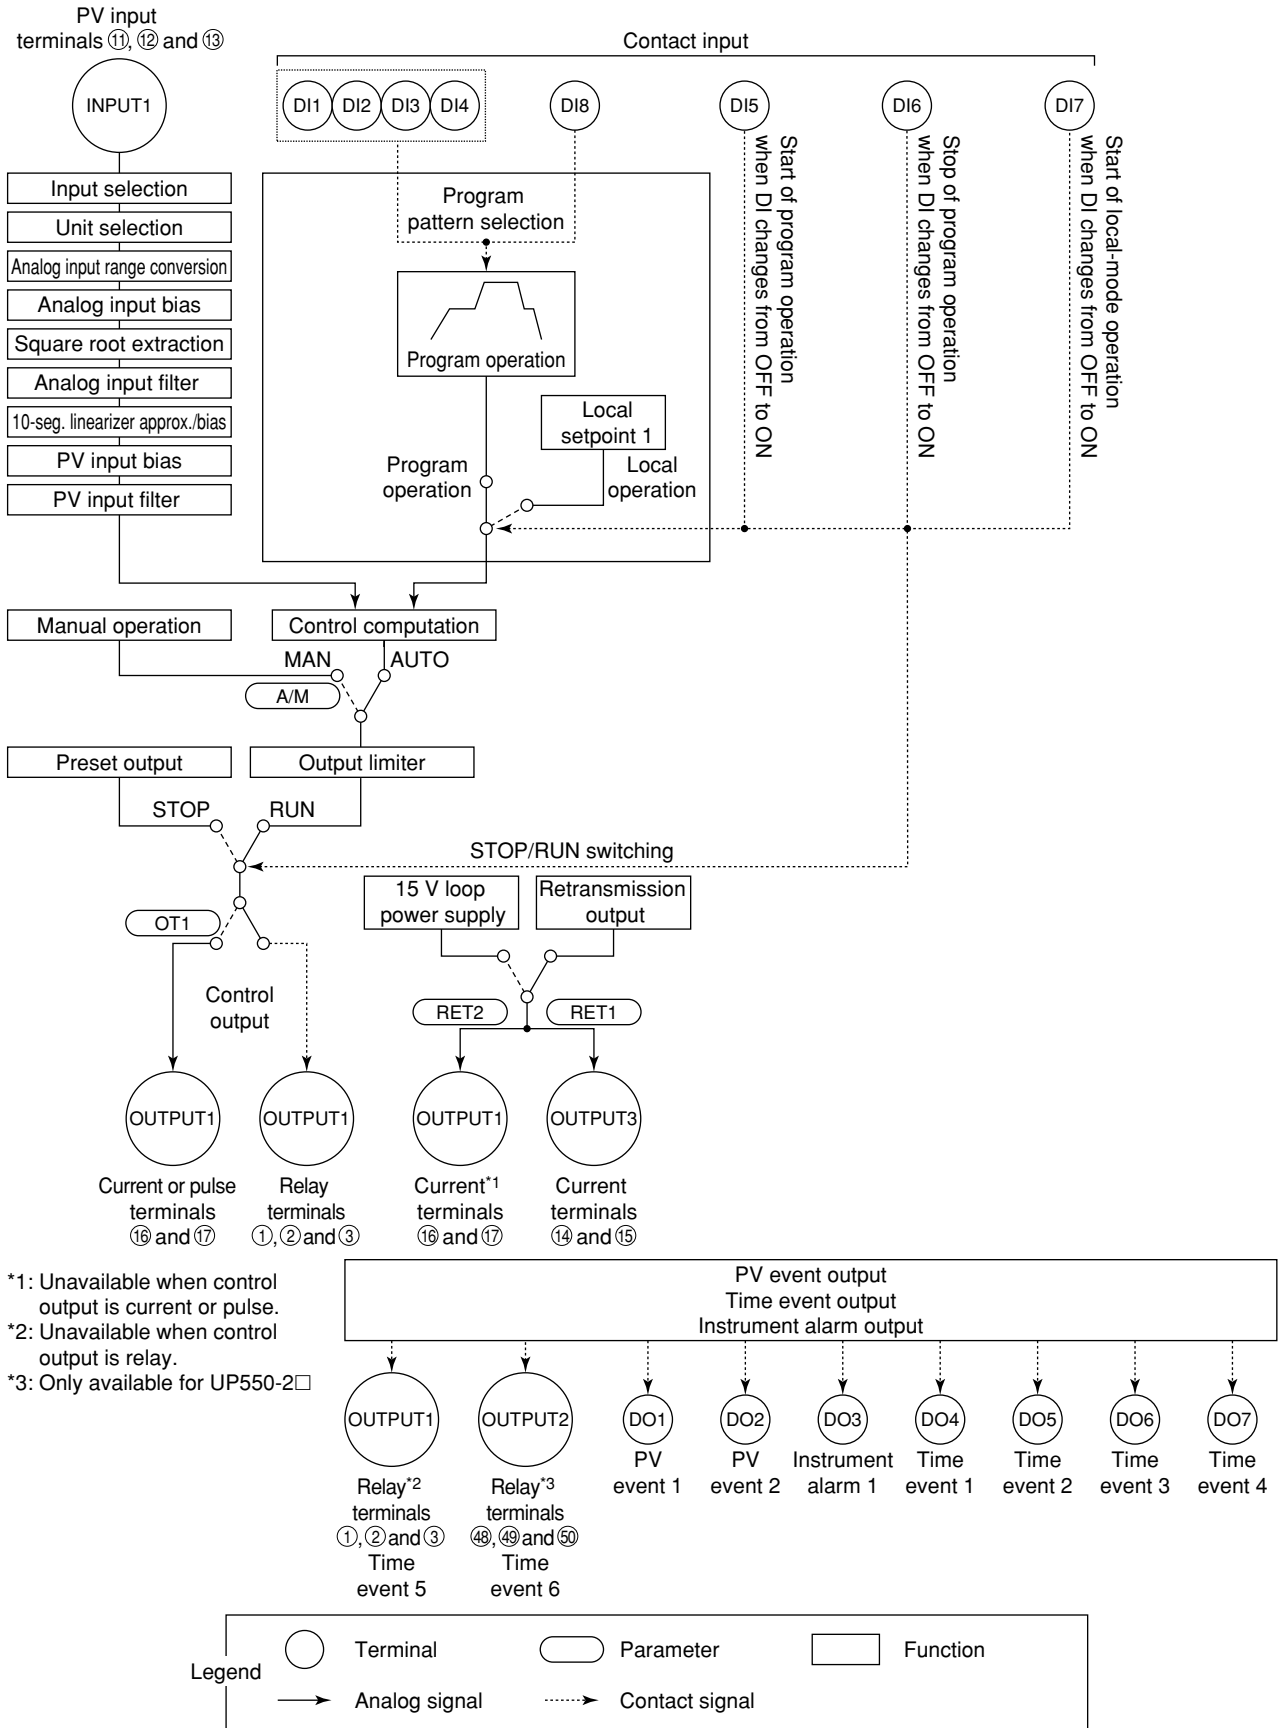 PV input
terminals ⑪, ⑫ and ⑬
Contact input
INPUT1
DI1
DI2
DI3
DI4
DI8
DI5
DI6
DI7
Input selection
Unit selection
Analog input range conversion
Analog input bias
Square root extraction
Analog input filter
10-seg. linearizer approx./bias
PV input bias
PV input filter
Program
pattern selection
Program operation
Local
setpoint 1
Program
operation
Local
operation
Start of program operation
when DI changes from OFF to ON
Stop of program operation
when DI changes from OFF to ON
Start of local-mode operation
when DI changes from OFF to ON
Manual operation
Control computation
MAN
AUTO
A/M
Preset output
Output limiter
STOP
RUN
STOP/RUN switching
15 V loop
power supply
Retransmission
output
OT1
Control
output
RET2
RET1
OUTPUT1
OUTPUT1
OUTPUT1
OUTPUT3
Current or pulse
terminals
⑯ and ⑰
Relay
terminals
①, ② and ③
Current*1
terminals
⑯ and ⑰
Current
terminals
⑭ and ⑮
*1: Unavailable when control
output is current or pulse.
*2: Unavailable when control
output is relay.
*3: Only available for UP550-2□
PV event output
Time event output
Instrument alarm output
OUTPUT1
OUTPUT2
DO1
DO2
DO3
DO4
DO5
DO6
DO7
Relay*2
terminals
①, ② and ③
Time
event 5
Relay*3
terminals
㊽, ㊾ and ㊿
Time
event 6
PV
event 1
PV
event 2
Instrument
alarm 1
Time
event 1
Time
event 2
Time
event 3
Time
event 4
Legend
Terminal
Parameter
Function
Analog signal
Contact signal